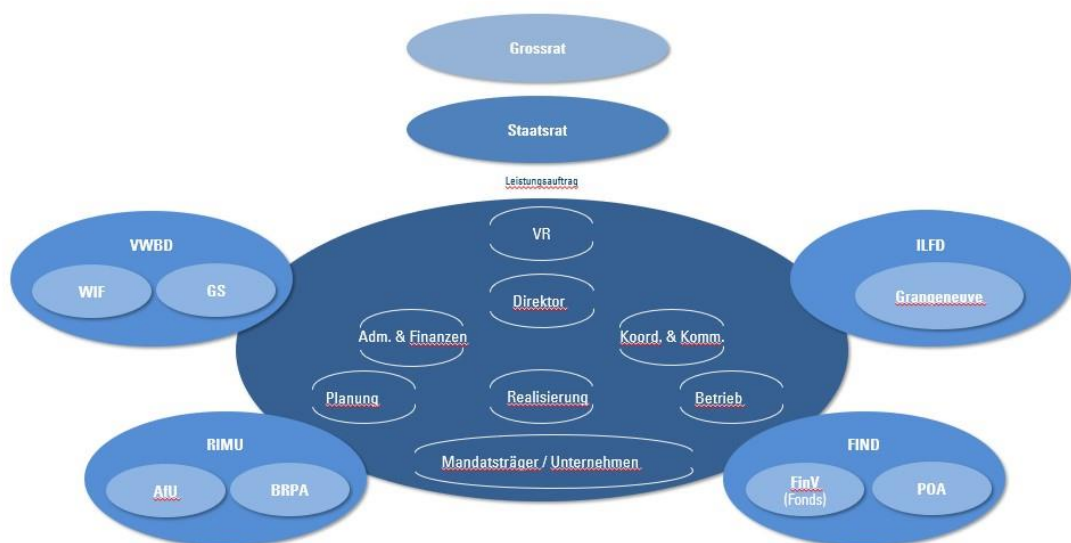 Grossrat
Staatsrat
Leistungsauftrag
VR
VWBD
ILFD
WIF
GS
Direktor
Grangeneuve
Adm. & Finanzen
Koord. & Komm.
Planung
Realisierung
Betrieb
RIMU
FIND
Mandatsträger / Unternehmen
AIU
BRPA
FinV
(Fonds)
POA